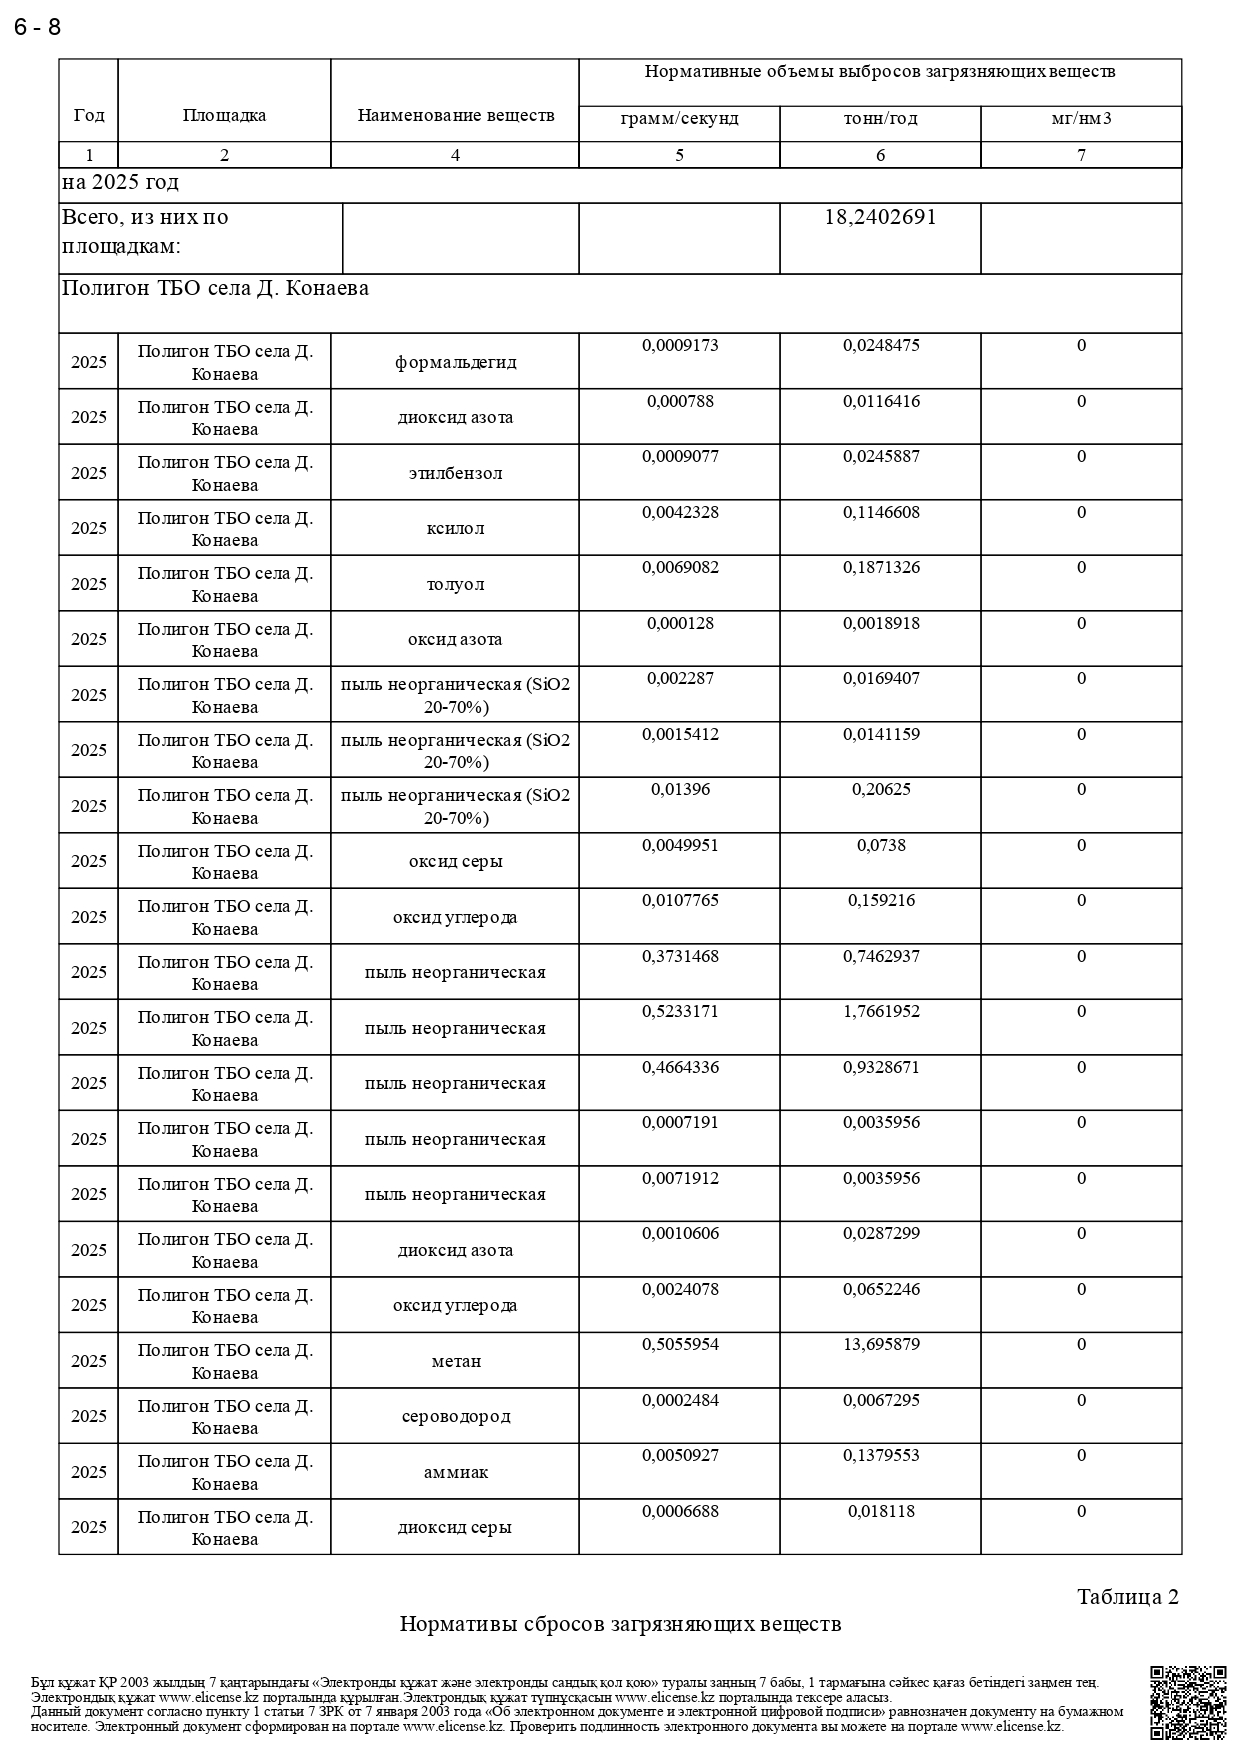 6 - 8
Нормативные объемы выбросов загрязняющих веществ
Год Площадка Наименование веществ
грамм/секунд тонн/год мг/нм3
1 2 4 5 6 7
на 2025 год
Всего, из них по 18,2402691
площадкам:
Полигон ТБО села Д. Конаева
2025 Полигон ТБО села Д. Конаева формальдегид 0,0009173 0,0248475 0
2025 Полигон ТБО села Д. Конаева диоксид азота 0,000788 0,0116416 0
2025 Полигон ТБО села Д. Конаева этилбензол 0,0009077 0,0245887 0
2025 Полигон ТБО села Д. Конаева ксилол 0,0042328 0,1146608 0
2025 Полигон ТБО села Д. Конаева толуол 0,0069082 0,1871326 0
2025 Полигон ТБО села Д. Конаева оксид азота 0,000128 0,0018918 0
2025 Полигон ТБО села Д. Конаева пыль неорганическая (SiO2 20-70%) 0,002287 0,0169407 0
2025 Полигон ТБО села Д. Конаева пыль неорганическая (SiO2 20-70%) 0,0015412 0,0141159 0
2025 Полигон ТБО села Д. Конаева пыль неорганическая (SiO2 20-70%) 0,01396 0,20625 0
2025 Полигон ТБО села Д. Конаева оксид серы 0,0049951 0,0738 0
2025 Полигон ТБО села Д. Конаева оксид углерода 0,0107765 0,159216 0
2025 Полигон ТБО села Д. Конаева пыль неорганическая 0,3731468 0,7462937 0
2025 Полигон ТБО села Д. Конаева пыль неорганическая 0,5233171 1,7661952 0
2025 Полигон ТБО села Д. Конаева пыль неорганическая 0,4664336 0,9328671 0
2025 Полигон ТБО села Д. Конаева пыль неорганическая 0,0007191 0,0035956 0
2025 Полигон ТБО села Д. Конаева пыль неорганическая 0,0071912 0,0035956 0
2025 Полигон ТБО села Д. Конаева диоксид азота 0,0010606 0,0287299 0
2025 Полигон ТБО села Д. Конаева оксид углерода 0,0024078 0,0652246 0
2025 Полигон ТБО села Д. Конаева метан 0,5055954 13,695879 0
2025 Полигон ТБО села Д. Конаева сероводород 0,0002484 0,0067295 0
2025 Полигон ТБО села Д. Конаева аммиак 0,0050927 0,1379553 0
2025 Полигон ТБО села Д. Конаева диоксид серы 0,0006688 0,018118 0
Таблица 2
Нормативы сбросов загрязняющих веществ
Бұл құжат ҚР 2003 жылдың 7 қаңтарындағы «Электронды құжат және электронды сандық қол қою» туралы заңның 7 бабы, 1 тармағына сәйкес қағаз бетіндегі заңмен тең.
Электрондық құжат www.elicense.kz порталында құрылған.Электрондық құжат түпнұсқасын www.elicense.kz порталында тексере аласыз.
Данный документ согласно пункту 1 статьи 7 ЗРК от 7 января 2003 года «Об электронном документе и электронной цифровой подписи» равнозначен документу на бумажном
носителе. Электронный документ сформирован на портале www.elicense.kz. Проверить подлинность электронного документа вы можете на портале www.elicense.kz.